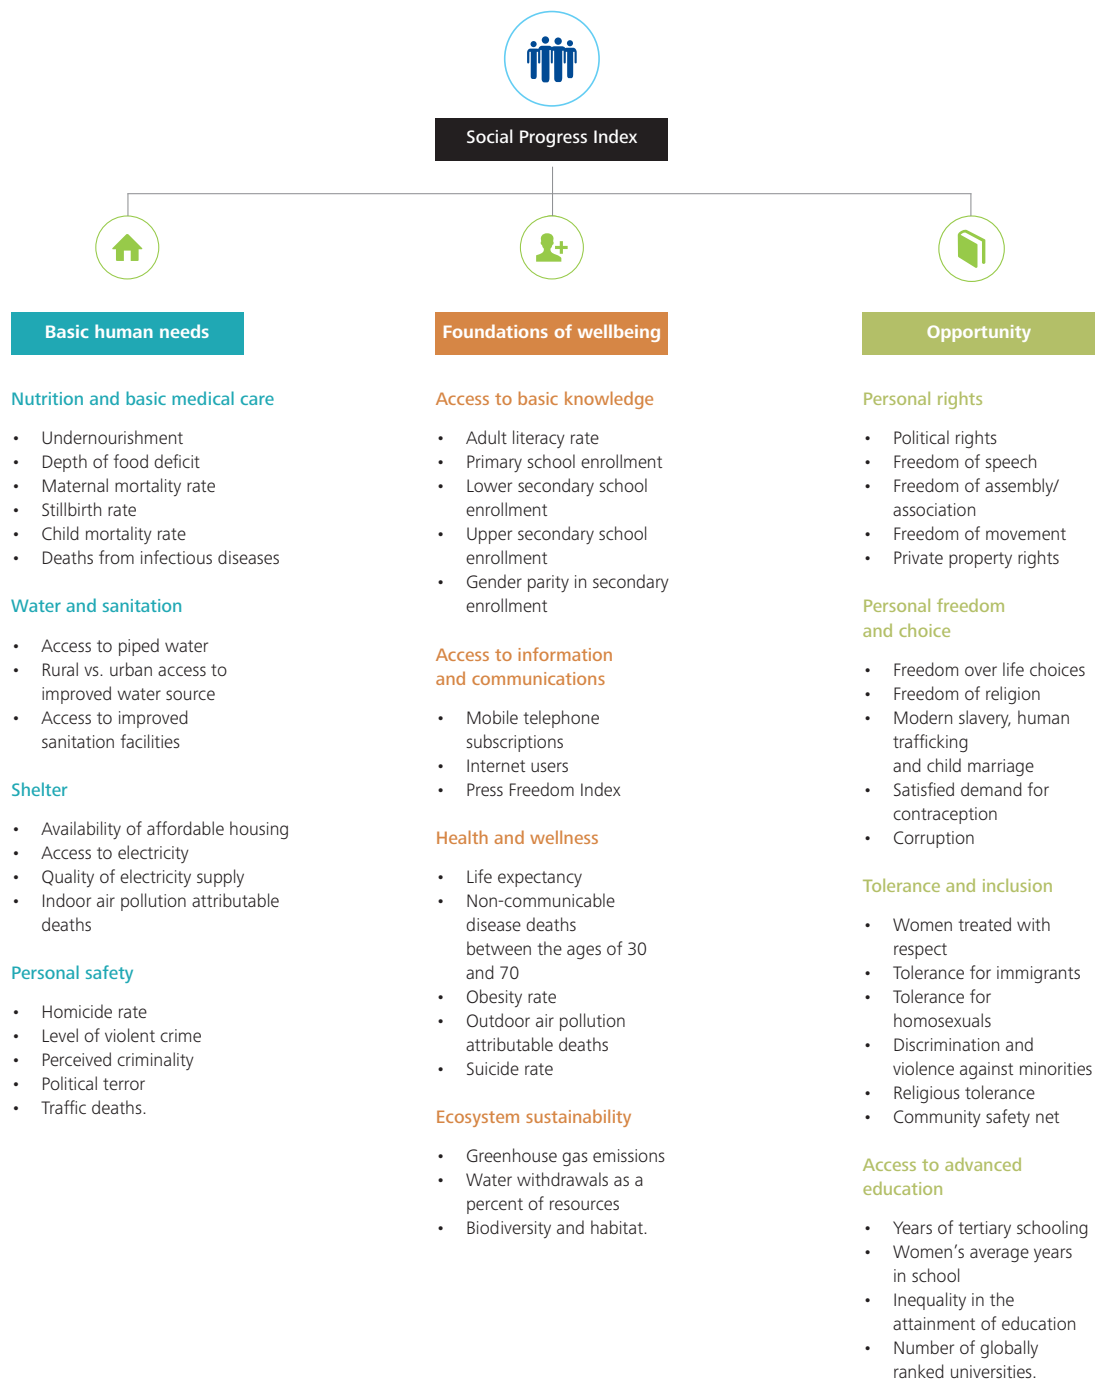 Social Progress Index
Basic human needs
Nutrition and basic medical care
• Undernourishment
• Depth of food deficit
• Maternal mortality rate
• Stillbirth rate
• Child mortality rate
• Deaths from infectious diseases
Water and sanitation
• Access to piped water
• Rural vs. urban access to
improved water source
• Access to improved
sanitation facilities
Shelter
• Availability of affordable housing
• Access to electricity
• Quality of electricity supply
• Indoor air pollution attributable
deaths
Personal safety
• Homicide rate
• Level of violent crime
• Perceived criminality
• Political terror
• Traffic deaths.
Foundations of wellbeing
Access to basic knowledge
• Adult literacy rate
• Primary school enrollment
• Lower secondary school
enrollment
• Upper secondary school
enrollment
• Gender parity in secondary
enrollment
Access to information
and communications
• Mobile telephone
subscriptions
• Internet users
• Press Freedom Index
Health and wellness
• Life expectancy
• Non-communicable
disease deaths
between the ages of 30
and 70
• Obesity rate
• Outdoor air pollution
attributable deaths
• Suicide rate
Ecosystem sustainability
• Greenhouse gas emissions
• Water withdrawals as a
percent of resources
• Biodiversity and habitat.
Opportunity
Personal rights
• Political rights
• Freedom of speech
• Freedom of assembly/
association
• Freedom of movement
• Private property rights
Personal freedom
and choice
• Freedom over life choices
• Freedom of religion
• Modern slavery, human
trafficking
and child marriage
• Satisfied demand for
contraception
• Corruption
Tolerance and inclusion
• Women treated with
respect
• Tolerance for immigrants
• Tolerance for
homosexuals
• Discrimination and
violence against minorities
• Religious tolerance
• Community safety net
Access to advanced
education
• Years of tertiary schooling
• Women's average years
in school
• Inequality in the
attainment of education
• Number of globally
ranked universities.